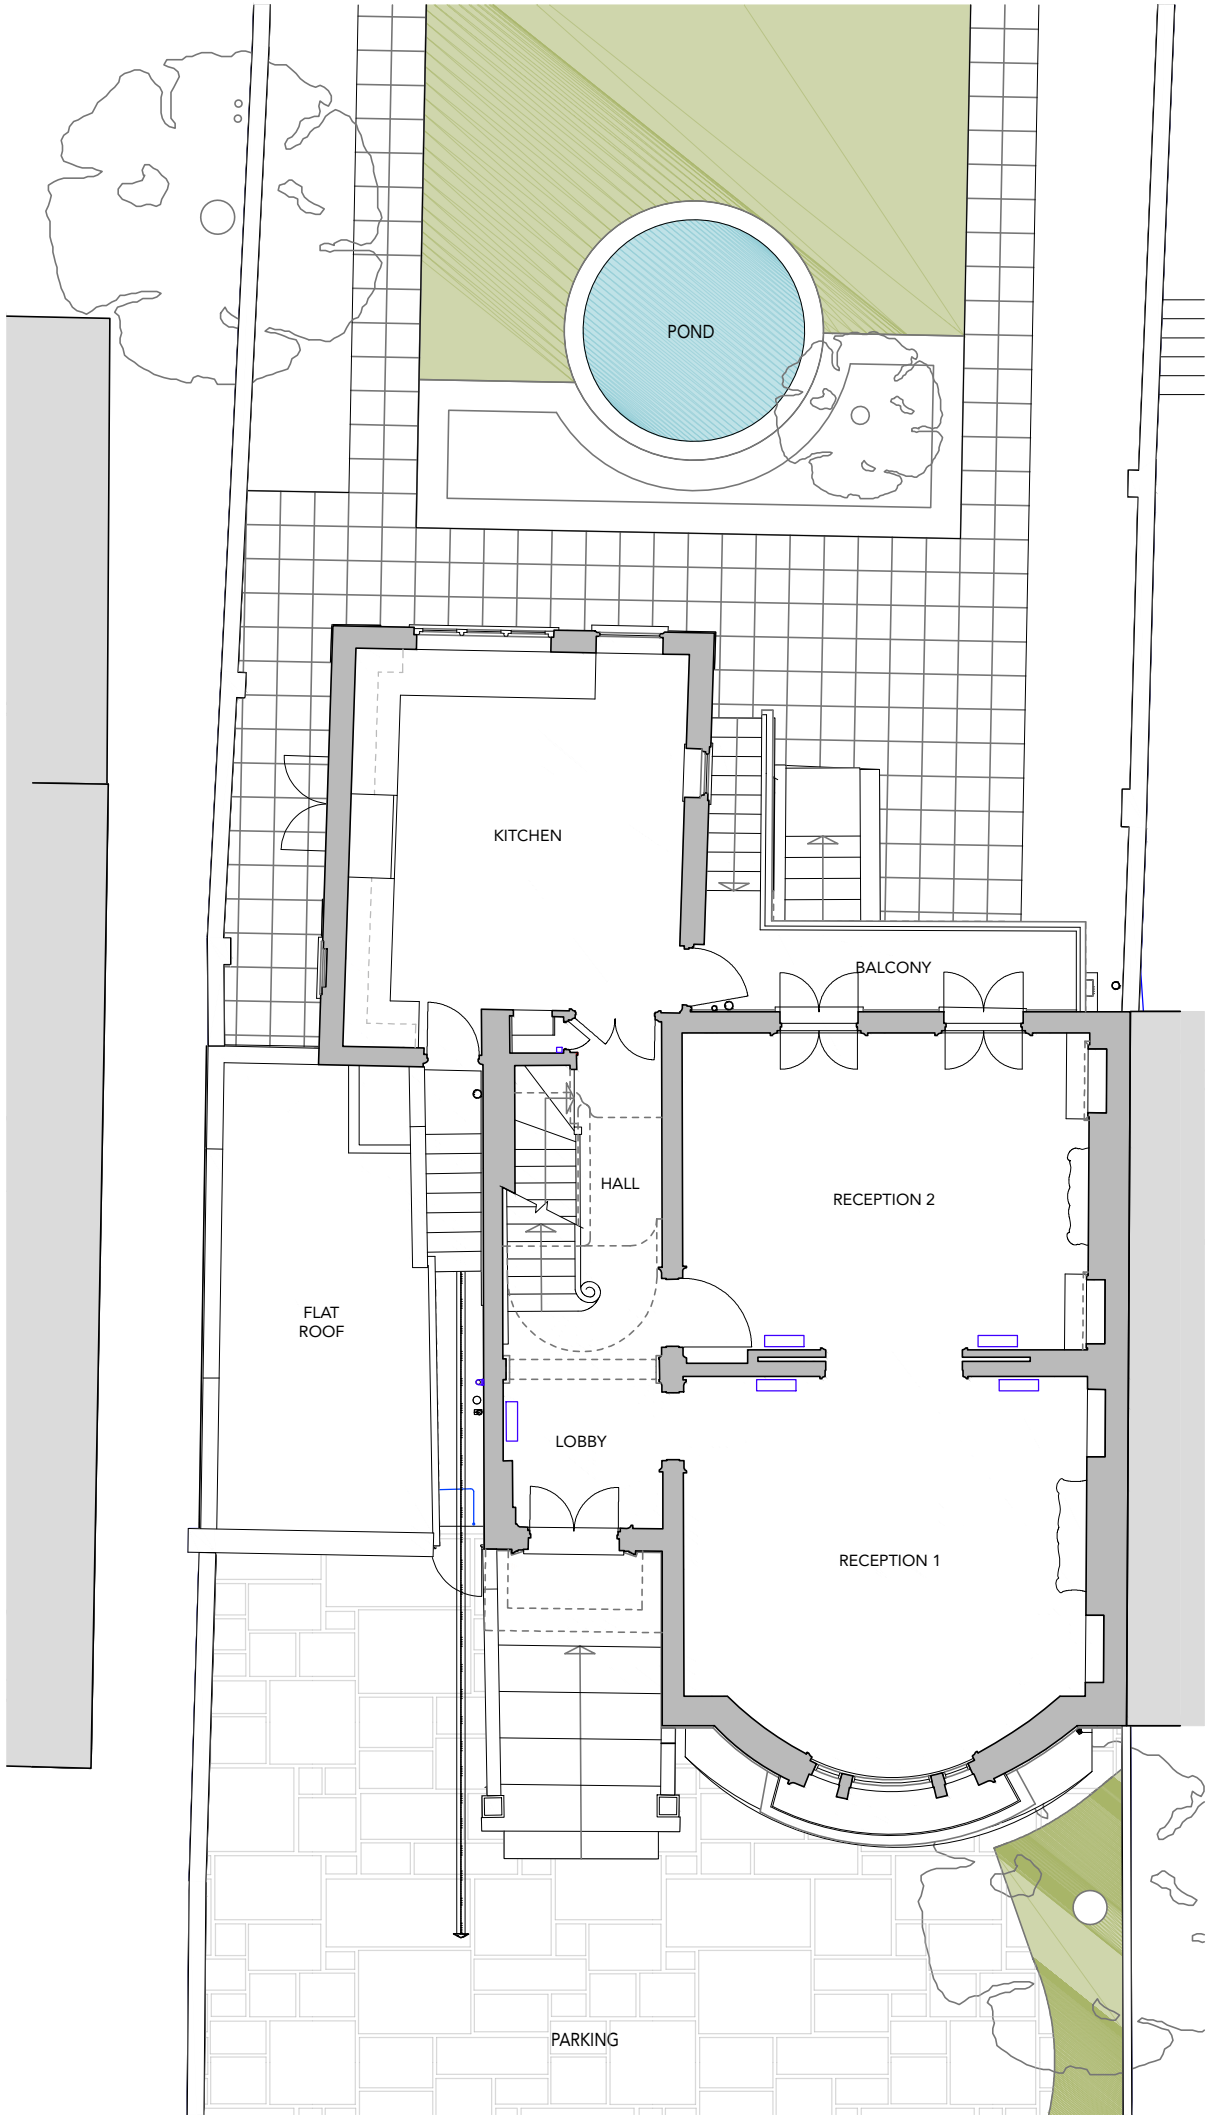 POND
KITCHEN
BALCONY
HALL
RECEPTION 2
FLAT
ROOF
LOBBY
RECEPTION 1
PARKING